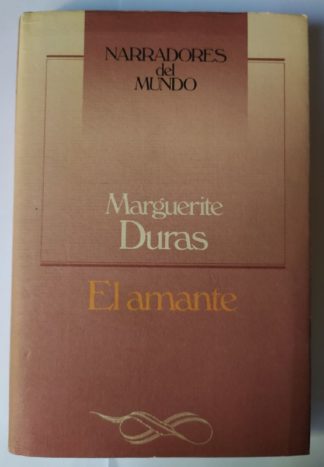 NARRADORES
del
MUNDO
Marguerite
Duras
El amante